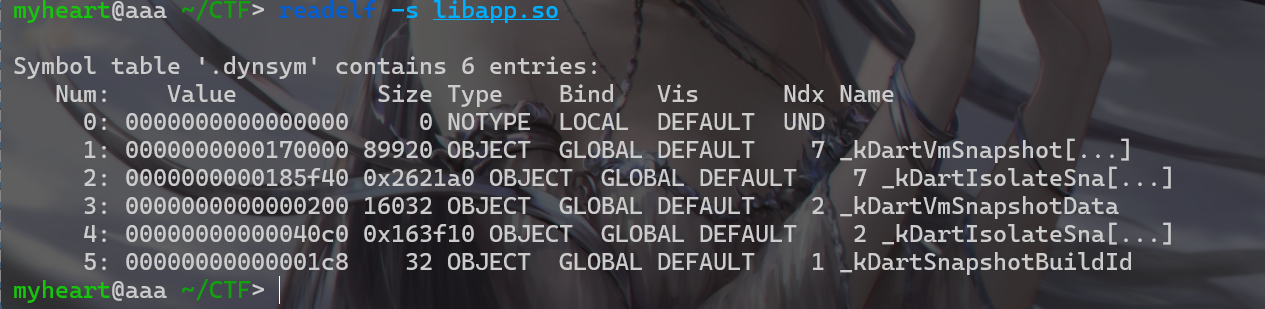 myheart@aaa ~/CTF> readelf -s libapp.so
Symbol table '.dynsym' contains 6 entries:
   Num:    Value          Size Type    Bind   Vis      Ndx Name
     0: 0000000000000000     0 NOTYPE  LOCAL  DEFAULT  UND
     1: 0000000000170000 89920 OBJECT  GLOBAL DEFAULT    7 _kDartVmSnapshot[...]
     2: 0000000000185f40 0x2621a0 OBJECT  GLOBAL DEFAULT    7 _kDartIsolateSna[...]
     3: 0000000000000200 16032 OBJECT  GLOBAL DEFAULT    2 _kDartVmSnapshotData
     4: 00000000000040c0 0x163f10 OBJECT  GLOBAL DEFAULT    2 _kDartIsolateSna[...]
     5: 00000000000001c8    32 OBJECT  GLOBAL DEFAULT    1 _kDartSnapshotBuildId
myheart@aaa ~/CTF>